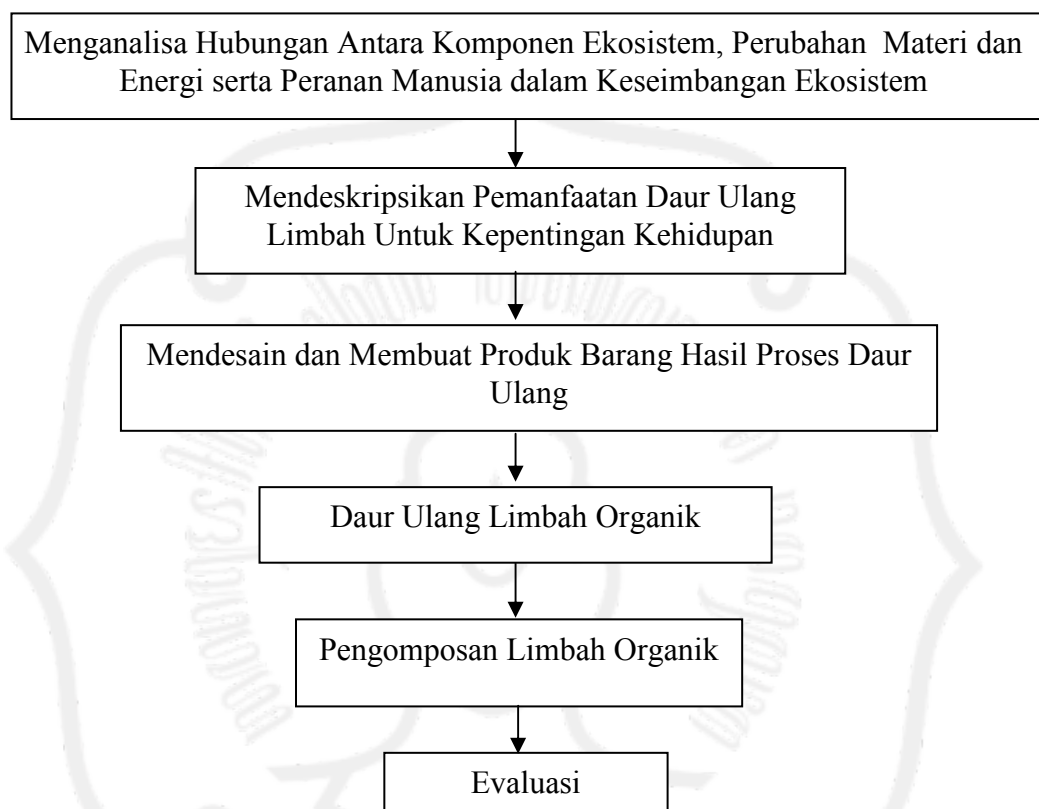 Menganalisa Hubungan Antara Komponen Ekosistem, Perubahan Materi dan
Energi serta Peranan Manusia dalam Keseimbangan Ekosistem
Mendeskripsikan Pemanfaatan Daur Ulang
Limbah Untuk Kepentingan Kehidupan
Mendesain dan Membuat Produk Barang Hasil Proses Daur
Ulang
Daur Ulang Limbah Organik
Pengomposan Limbah Organik
Evaluasi